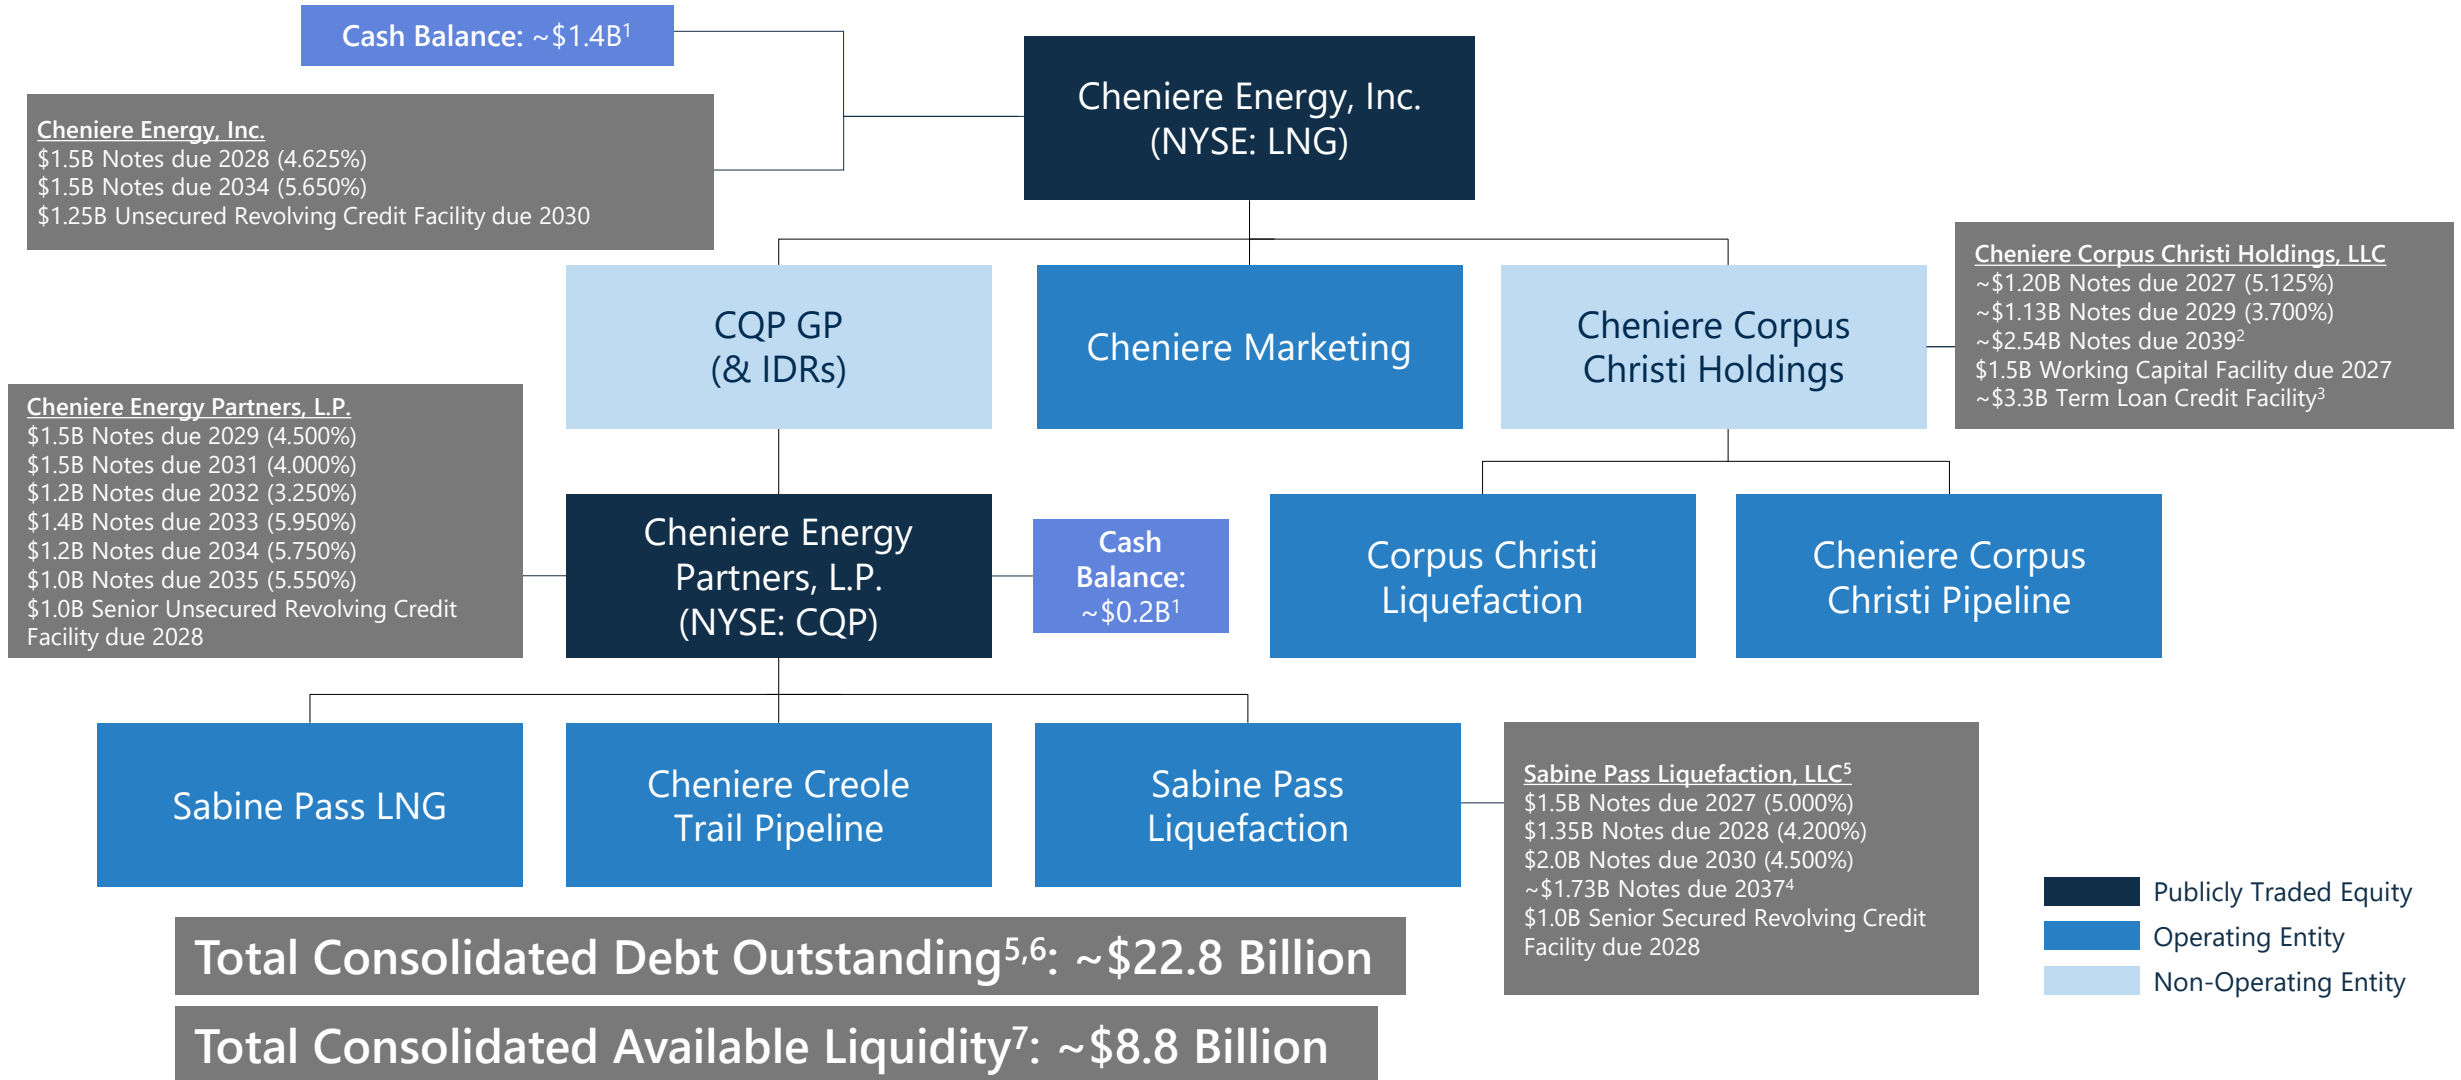 Cash Balance: ~$1.4B¹
Cheniere Energy, Inc.
(NYSE: LNG)
Cheniere Energy, Inc.
$1.5B Notes due 2028 (4.625%)
$1.5B Notes due 2034 (5.650%)
$1.25B Unsecured Revolving Credit Facility due 2030
CQP GP
(& IDRs)
Cheniere Marketing
Cheniere Corpus
Christi Holdings
Cheniere Corpus Christi Holdings, LLC
~$1.20B Notes due 2027 (5.125%)
~$1.13B Notes due 2029 (3.700%)
~$2.54B Notes due 2039²
$1.5B Working Capital Facility due 2027
~$3.3B Term Loan Credit Facility³
Cheniere Energy Partners, L.P.
$1.5B Notes due 2029 (4.500%)
$1.5B Notes due 2031 (4.000%)
$1.2B Notes due 2032 (3.250%)
$1.4B Notes due 2033 (5.950%)
$1.2B Notes due 2034 (5.750%)
$1.0B Notes due 2035 (5.550%)
$1.0B Senior Unsecured Revolving Credit
Facility due 2028
Cheniere Energy
Partners, L.P.
(NYSE: CQP)
Cash
Balance:
~$0.2B¹
Corpus Christi
Liquefaction
Cheniere Corpus
Christi Pipeline
Sabine Pass LNG
Cheniere Creole
Trail Pipeline
Sabine Pass
Liquefaction
Sabine Pass Liquefaction, LLC⁵
$1.5B Notes due 2027 (5.000%)
$1.35B Notes due 2028 (4.200%)
$2.0B Notes due 2030 (4.500%)
~$1.73B Notes due 2037⁴
$1.0B Senior Secured Revolving Credit
Facility due 2028
Publicly Traded Equity
Operating Entity
Non-Operating Entity
Total Consolidated Debt Outstanding⁵,⁶: ~$22.8 Billion
Total Consolidated Available Liquidity⁷: ~$8.8 Billion